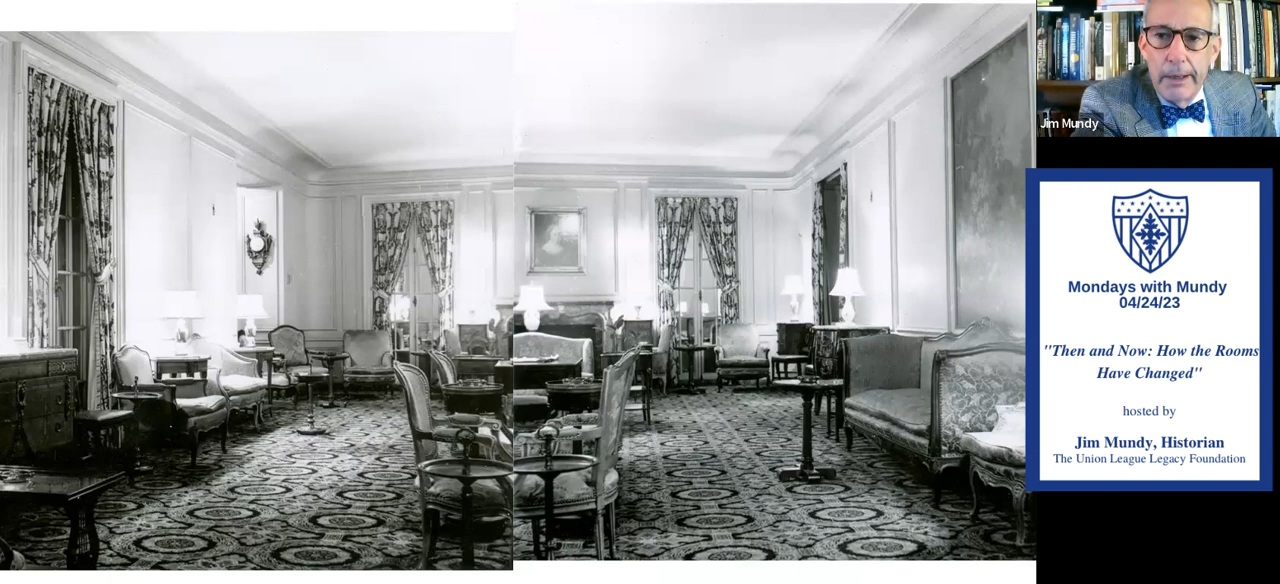 Jim Mundy
Mondays with Mundy
04/24/23
"Then and Now: How the Rooms
Have Changed"
hosted by
Jim Mundy, Historian
The Union League Legacy Foundation